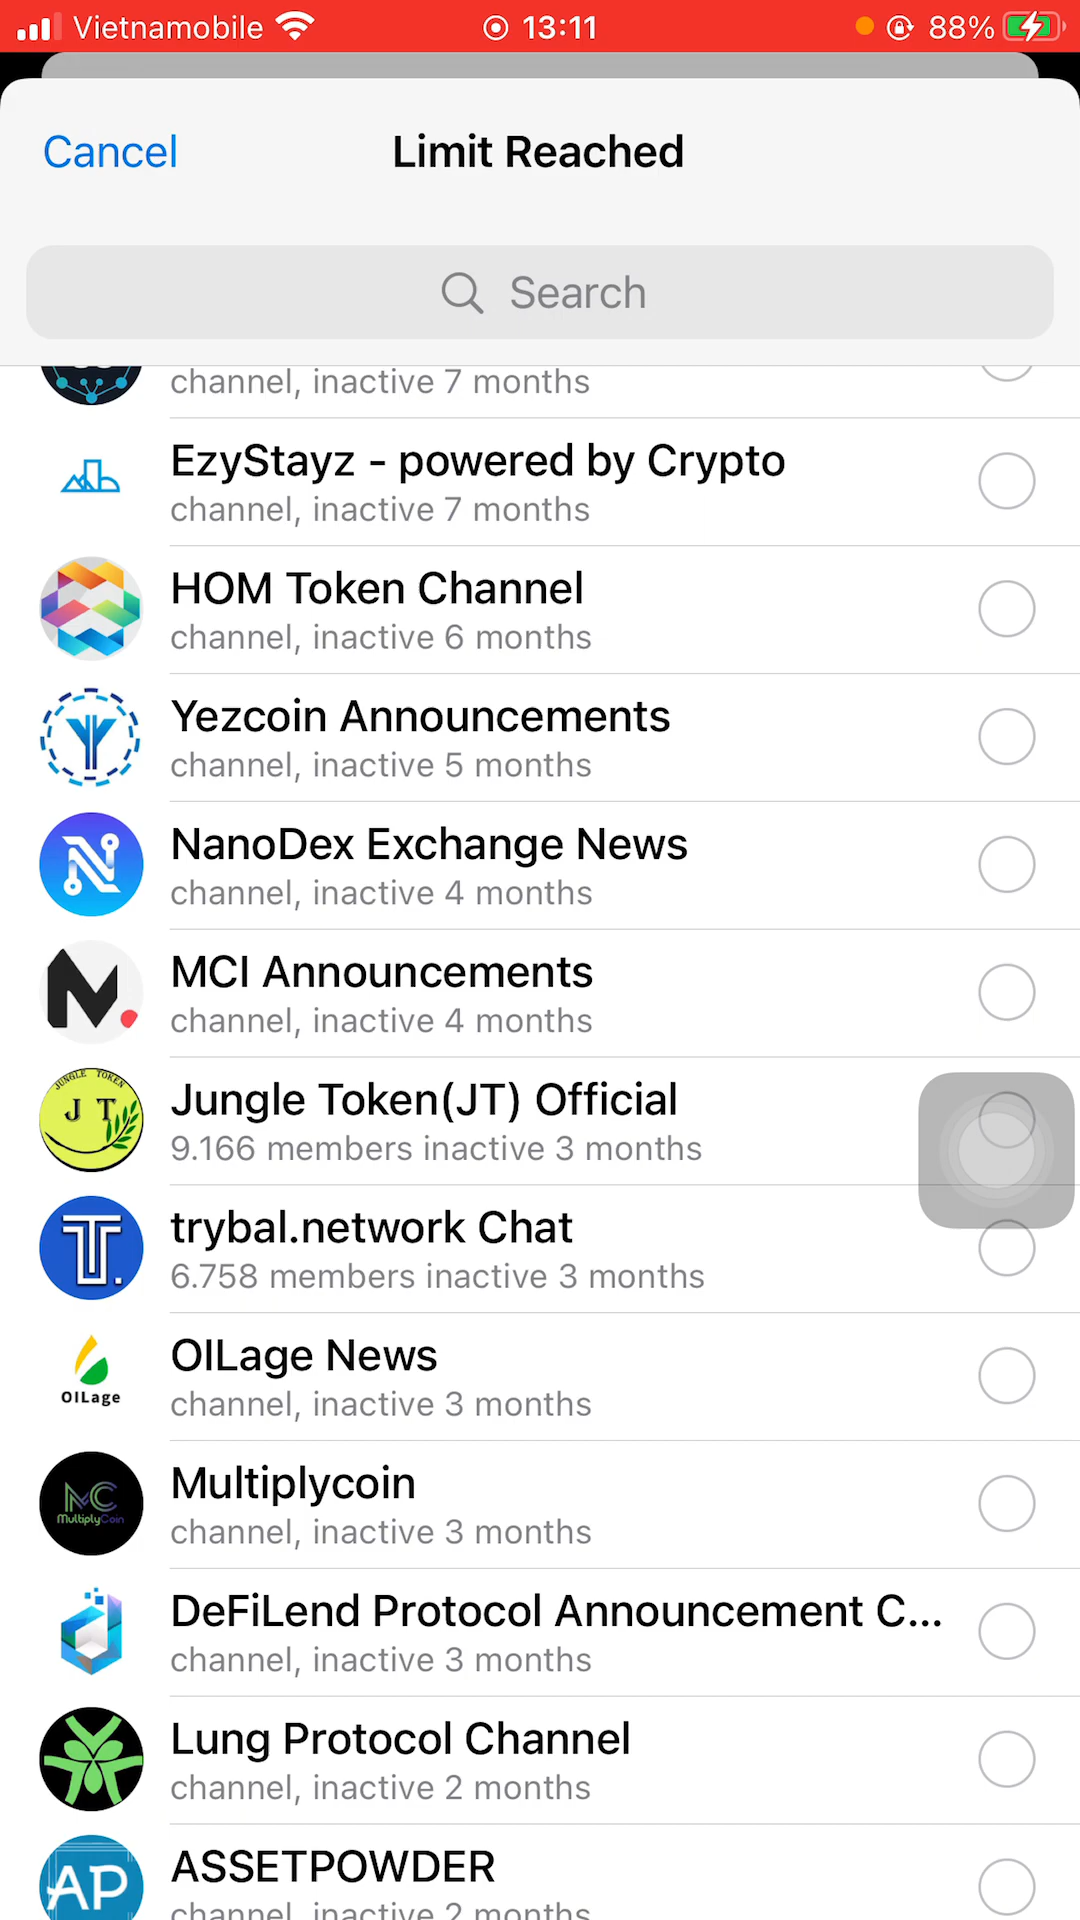 Vietnamobile 13:11 88%
Cancel Limit Reached
Search
channel, inactive 7 months
EzyStayz - powered by Crypto
channel, inactive 7 months
HOM Token Channel
channel, inactive 6 months
Yezcoin Announcements
channel, inactive 5 months
NanoDex Exchange News
channel, inactive 4 months
M.
MCI Announcements
channel, inactive 4 months
JUNGLE TOKEN
J T
Jungle Token(JT) Official
9.166 members inactive 3 months
T.
trybal.network Chat
6.758 members inactive 3 months
OILage
OILage News
channel, inactive 3 months
MC
MultiplyCoin
Multiplycoin
channel, inactive 3 months
DeFiLend Protocol Announcement C...
channel, inactive 3 months
Lung Protocol Channel
channel, inactive 2 months
AP
ASSETPOWDER
channel, inactive 2 months